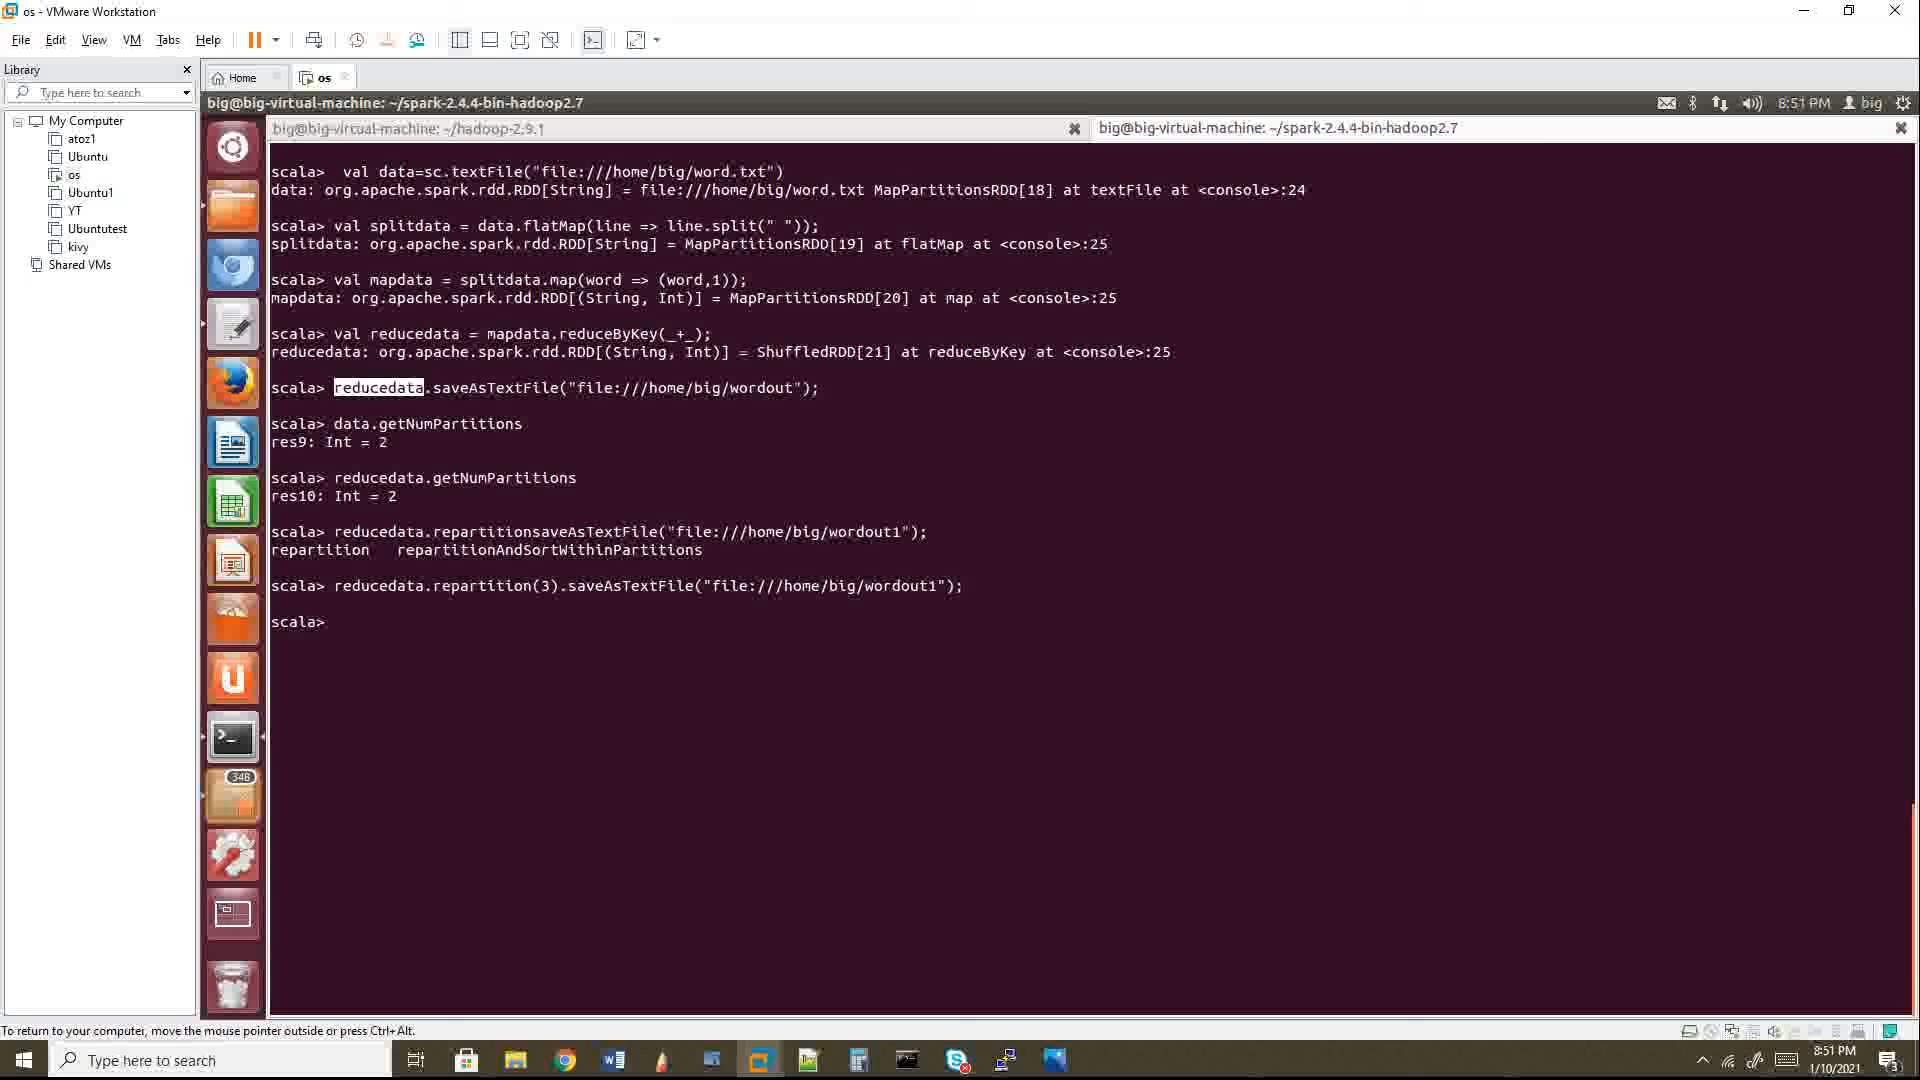 os - VMware Workstation
File Edit View VM Tabs Help
Library
Type here to search
Home
os
My Computer
atoz1
Ubuntu
os
Ubuntu1
YT
Ubuntutest
kivy
Shared VMs
big@big-virtual-machine: ~/spark-2.4.4-bin-hadoop2.7
8:51 PM big
big@big-virtual-machine: ~/hadoop-2.9.1
big@big-virtual-machine: ~/spark-2.4.4-bin-hadoop2.7
scala>  val data=sc.textFile("file:///home/big/word.txt")
data: org.apache.spark.rdd.RDD[String] = file:///home/big/word.txt MapPartitionsRDD[18] at textFile at <console>:24
scala> val splitdata = data.flatMap(line => line.split(" "));
splitdata: org.apache.spark.rdd.RDD[String] = MapPartitionsRDD[19] at flatMap at <console>:25
scala> val mapdata = splitdata.map(word => (word,1));
mapdata: org.apache.spark.rdd.RDD[(String, Int)] = MapPartitionsRDD[20] at map at <console>:25
scala> val reducedata = mapdata.reduceByKey(_+_);
reducedata: org.apache.spark.rdd.RDD[(String, Int)] = ShuffledRDD[21] at reduceByKey at <console>:25
scala> reducedata.saveAsTextFile("file:///home/big/wordout");
scala> data.getNumPartitions
res9: Int = 2
scala> reducedata.getNumPartitions
res10: Int = 2
scala> reducedata.repartitionsaveAsTextFile("file:///home/big/wordout1");
repartition   repartitionAndSortWithinPartitions
scala> reducedata.repartition(3).saveAsTextFile("file:///home/big/wordout1");
scala>
348
To return to your computer, move the mouse pointer outside or press Ctrl+Alt.
Type here to search
8:51 PM
1/10/2021
3